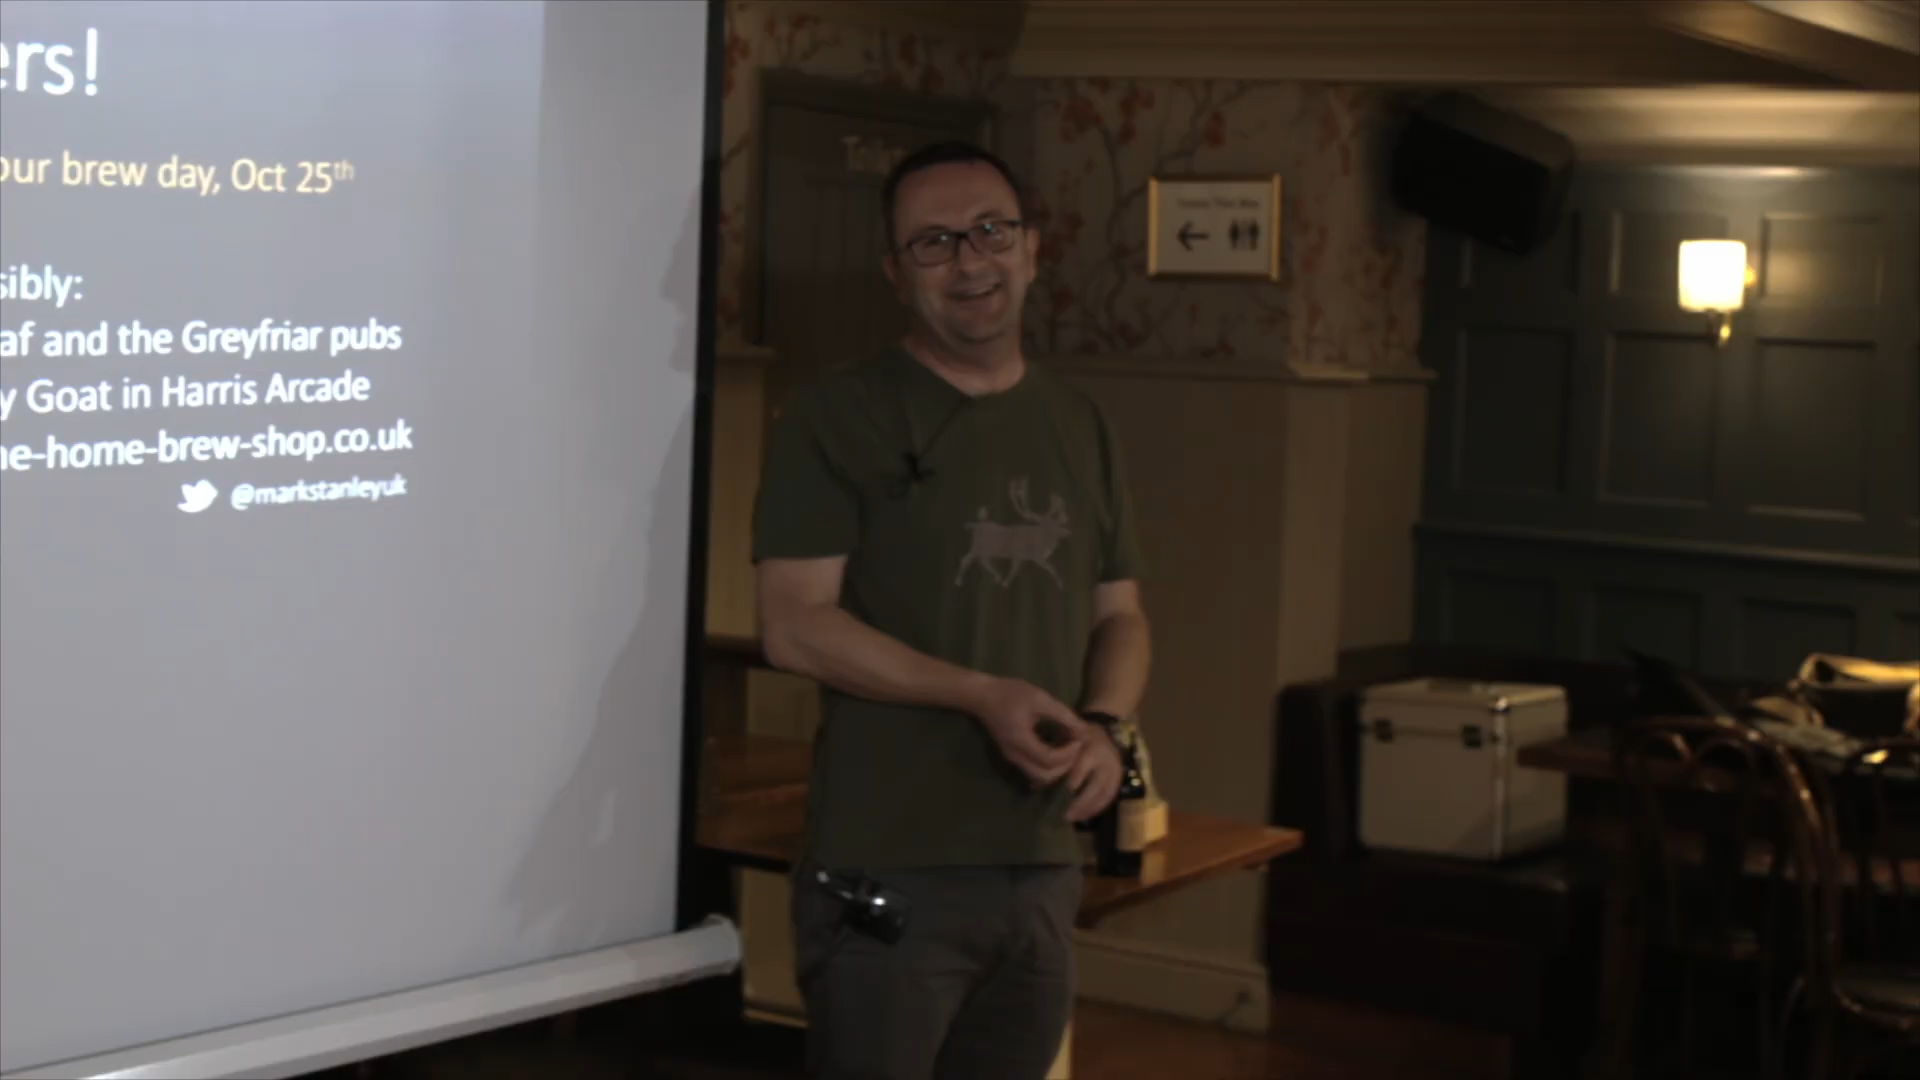 ers!
our brew day, Oct 25th
sibly:
af and the Greyfriar pubs
y Goat in Harris Arcade
he-home-brew-shop.co.uk
@markstanleyuk